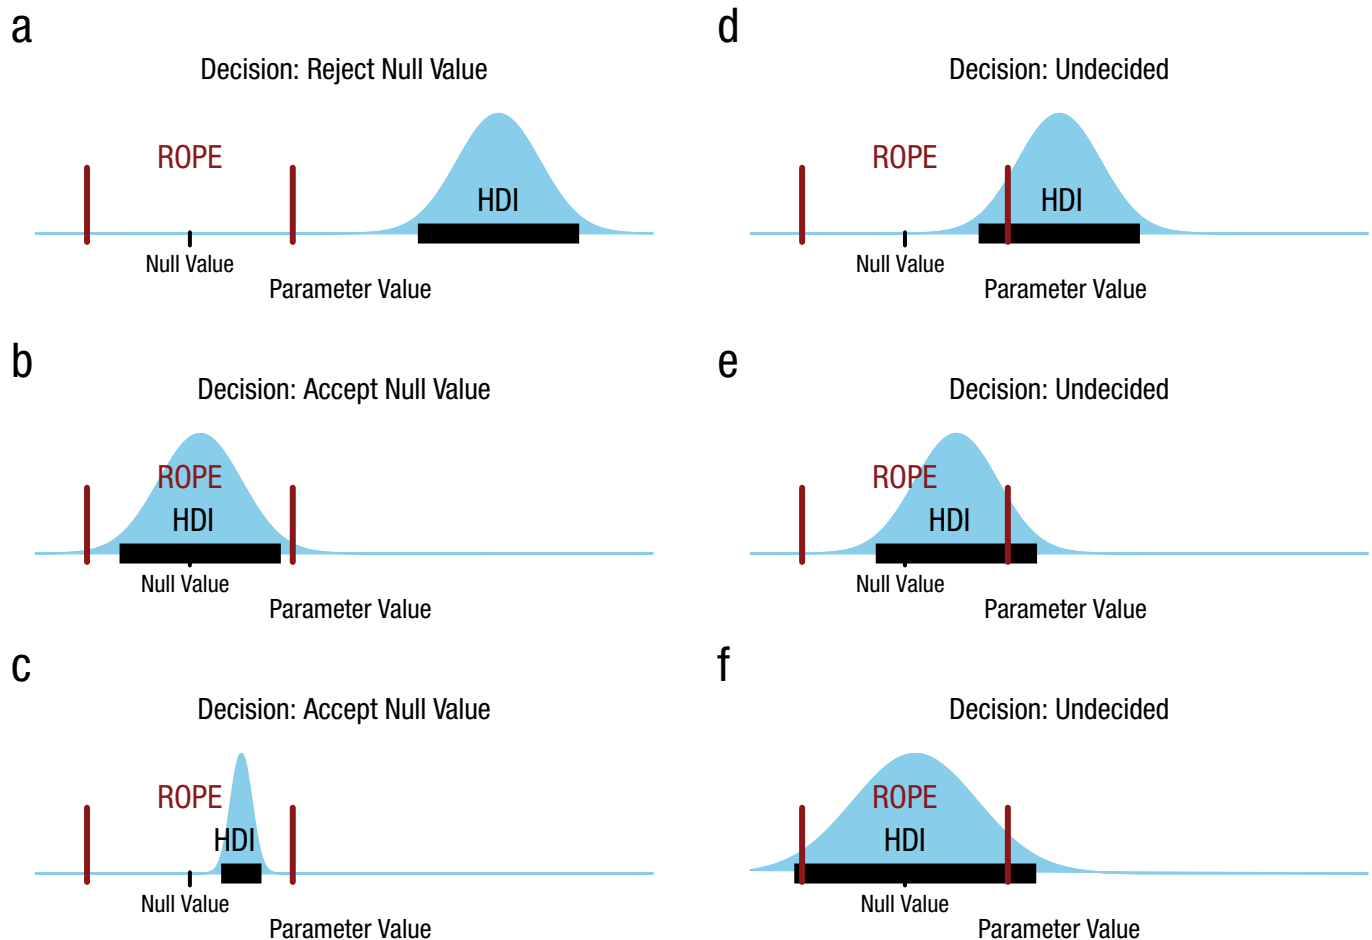 a
Decision: Reject Null Value
ROPE
HDI
Null Value
Parameter Value
b
Decision: Accept Null Value
ROPE
HDI
Null Value
Parameter Value
c
Decision: Accept Null Value
ROPE
HDI
Null Value
Parameter Value
d
Decision: Undecided
ROPE
HDI
Null Value
Parameter Value
e
Decision: Undecided
ROPE
HDI
Null Value
Parameter Value
f
Decision: Undecided
ROPE
HDI
Null Value
Parameter Value